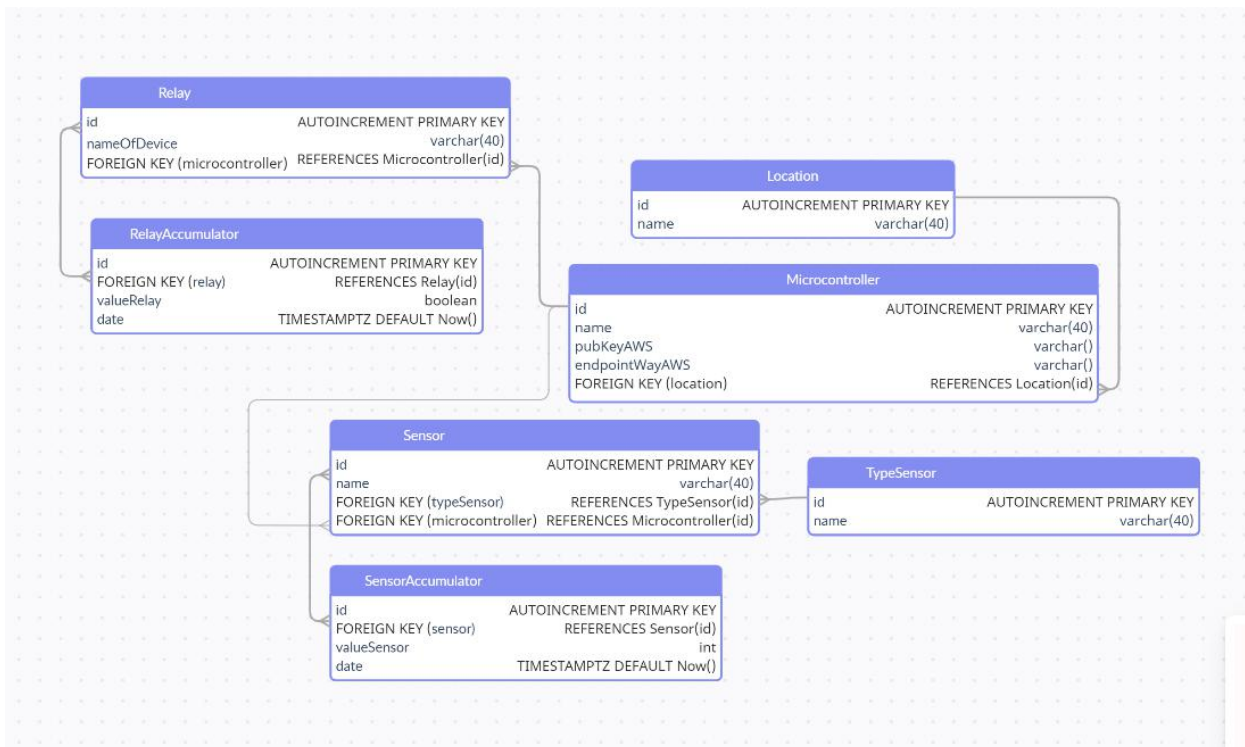 Relay
id AUTOINCREMENT PRIMARY KEY
nameOfDevice varchar(40)
FOREIGN KEY (microcontroller) REFERENCES Microcontroller(id)
Location
id AUTOINCREMENT PRIMARY KEY
name varchar(40)
RelayAccumulator
id AUTOINCREMENT PRIMARY KEY
FOREIGN KEY (relay) REFERENCES Relay(id)
valueRelay boolean
date TIMESTAMPTZ DEFAULT Now()
Microcontroller
id AUTOINCREMENT PRIMARY KEY
name varchar(40)
pubKeyAWS varchar()
endpointWayAWS varchar()
FOREIGN KEY (location) REFERENCES Location(id)
Sensor
id AUTOINCREMENT PRIMARY KEY
name varchar(40)
FOREIGN KEY (typeSensor) REFERENCES TypeSensor(id)
FOREIGN KEY (microcontroller) REFERENCES Microcontroller(id)
TypeSensor
id AUTOINCREMENT PRIMARY KEY
name varchar(40)
SensorAccumulator
id AUTOINCREMENT PRIMARY KEY
FOREIGN KEY (sensor) REFERENCES Sensor(id)
valueSensor int
date TIMESTAMPTZ DEFAULT Now()